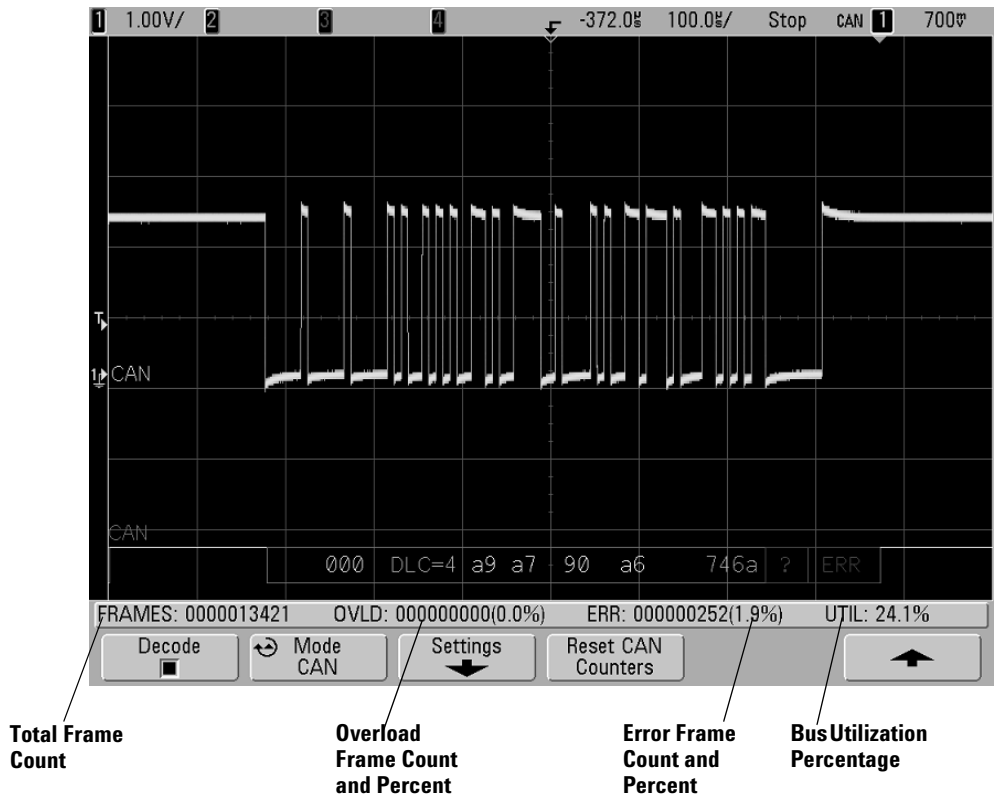 1 1.00V/ 2 3 4 -372.0µs 100.0µs/ Stop CAN 1 700mV
T
1 CAN
CAN
000 DLC=4 a9 a7 90 a6 746a ? ERR
FRAMES: 0000013421 OVLD: 000000000(0.0%) ERR: 000000252(1.9%) UTIL: 24.1%
Decode
Mode
CAN
Settings
Reset CAN
Counters
Total Frame
Count
Overload
Frame Count
and Percent
Error Frame
Count and
Percent
Bus Utilization
Percentage